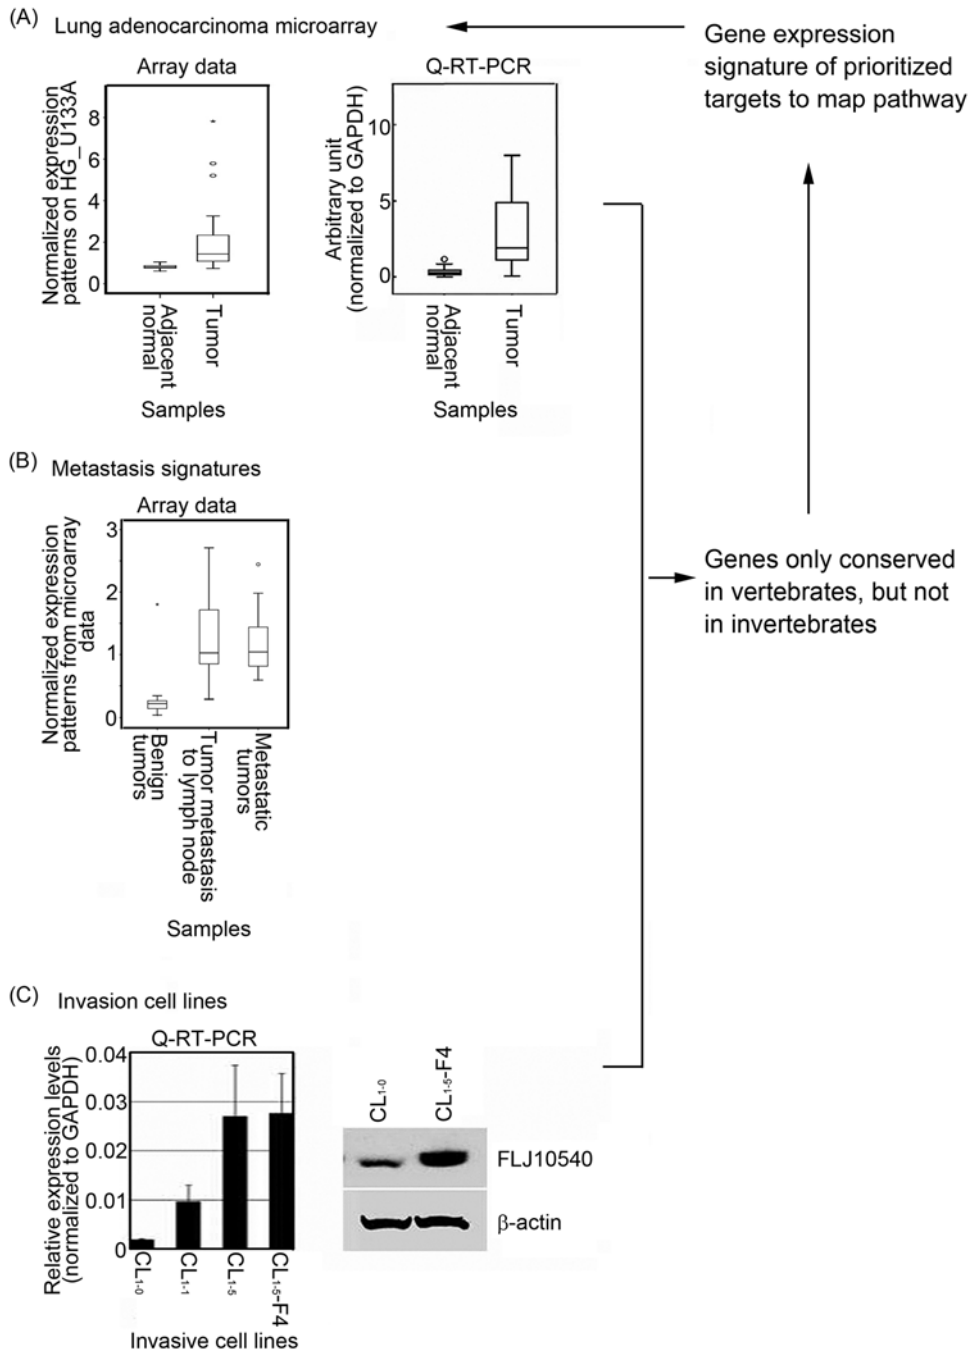 (A) Lung adenocarcinoma microarray
Gene expression
signature of prioritized
targets to map pathway
Array data
Normalized expression
patterns on HG_U133A
8
6
4
2
0
Adjacent
normal
Tumor
Samples
Q-RT-PCR
Arbitrary unit
(normalized to GAPDH)
10
5
0
Adjacent
normal
Tumor
Samples
(B) Metastasis signatures
Array data
Normalized expression
patterns from microarray
data
3
2
1
0
Benign
tumors
Tumor metastasis
to lymph node
Metastatic
tumors
Samples
Genes only conserved
in vertebrates, but not
in invertebrates
(C) Invasion cell lines
Q-RT-PCR
Relative expression levels
(normalized to GAPDH)
0.04
0.03
0.02
0.01
0
CL1-0
CL1-1
CL1-5
CL1-5-F4
Invasive cell lines
CL1-0
CL1-5-F4
FLJ10540
β-actin